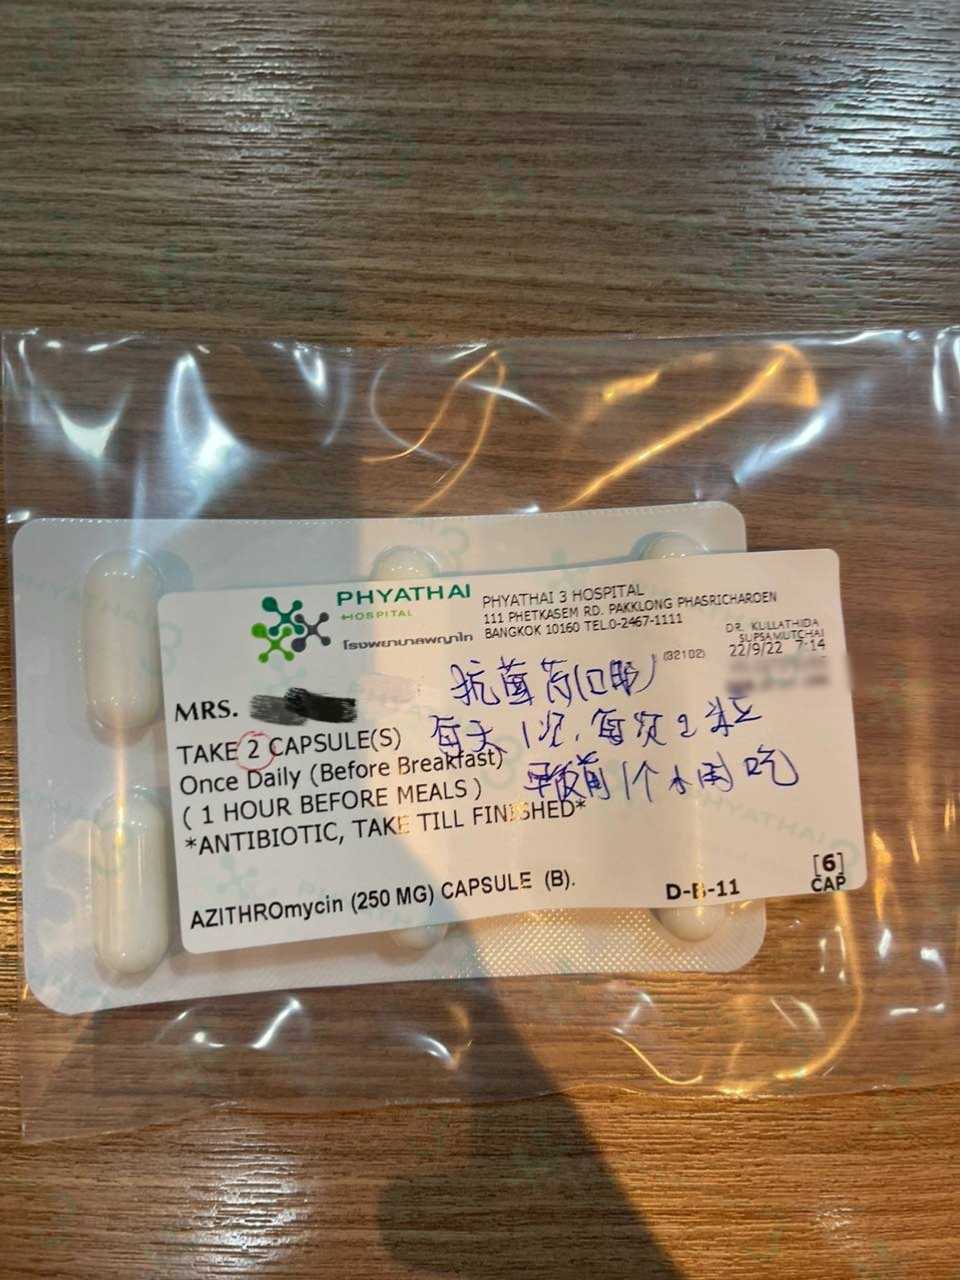 PHYATHAI
HOSPITAL
โรงพยาบาลพญาไท
PHYATHAI 3 HOSPITAL
111 PHETKASEM RD. PAKKLONG PHASRICHAROEN
BANGKOK 10160 TEL.0-2467-1111
DR. KULLATHIDA
SUPSAMUTCHAI
22/9/22 7:14
(32102)
抗菌药(口服)
MRS.
每天1次,每次2粒
TAKE 2 CAPSULE(S)
Once Daily (Before Breakfast)
早饭前1个小时吃
( 1 HOUR BEFORE MEALS )
*ANTIBIOTIC, TAKE TILL FINISHED*
AZITHROmycin (250 MG) CAPSULE (B).
D-B-11
[6]
CAP